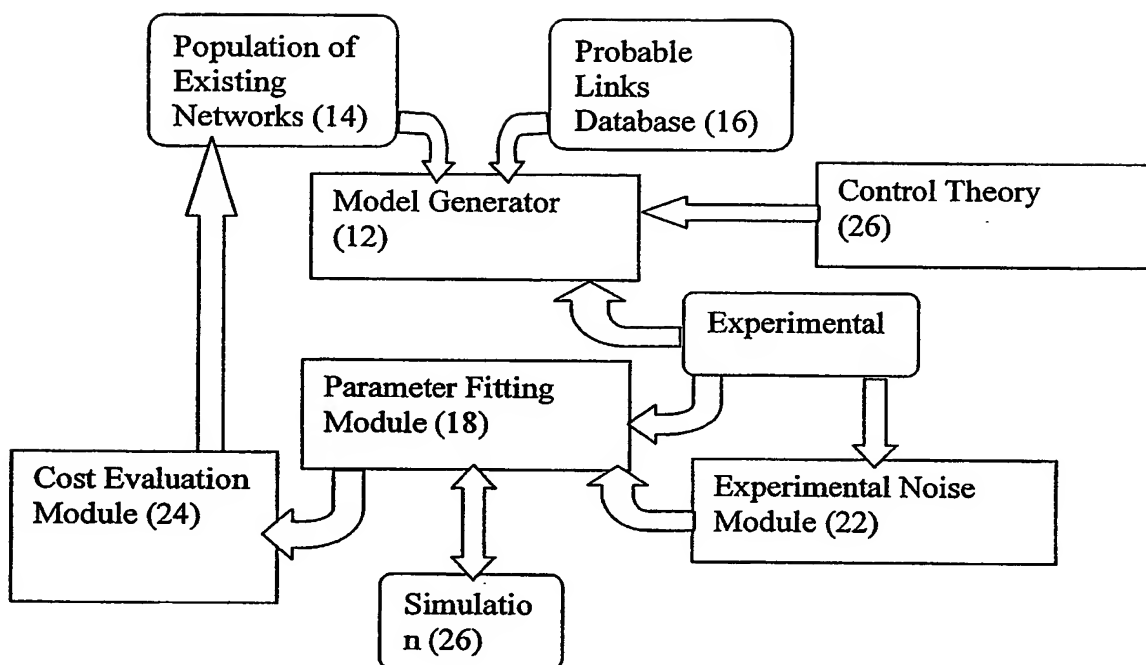 Population of
Existing
Networks (14)
Probable
Links
Database (16)
Model Generator
(12)
Control Theory
(26)
Experimental
Parameter Fitting
Module (18)
Cost Evaluation
Module (24)
Experimental Noise
Module (22)
Simulatio
n (26)